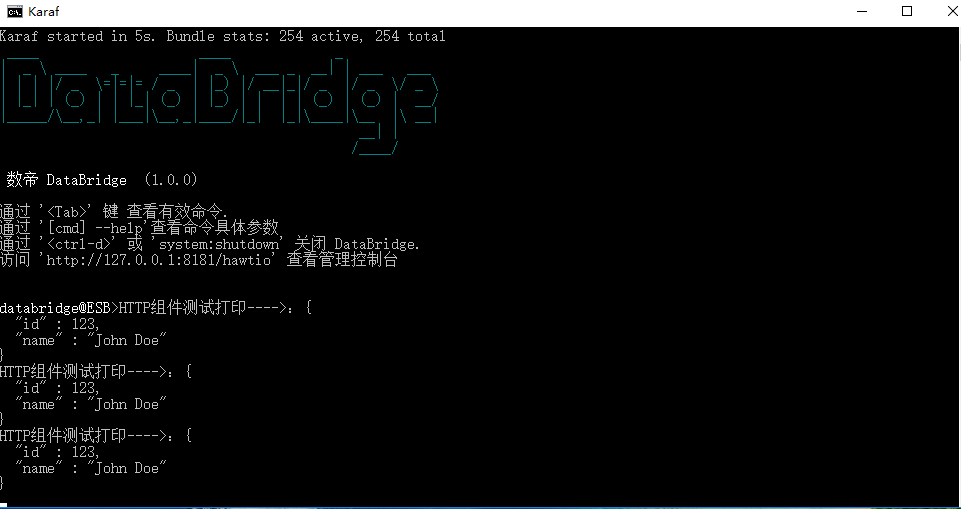 Karaf
Karaf started in 5s. Bundle stats: 254 active, 254 total
DataBridge
数帝 DataBridge (1.0.0)
通过 '<Tab>' 键 查看有效命令.
通过 '[cmd] --help'查看命令具体参数
通过 '<ctrl-d>' 或 'system:shutdown' 关闭 DataBridge.
访问 'http://127.0.0.1:8181/hawtio' 查看管理控制台
databridge@ESB>HTTP组件测试打印---->: {
  "id" : 123,
  "name" : "John Doe"
}
HTTP组件测试打印---->: {
  "id" : 123,
  "name" : "John Doe"
}
HTTP组件测试打印---->: {
  "id" : 123,
  "name" : "John Doe"
}